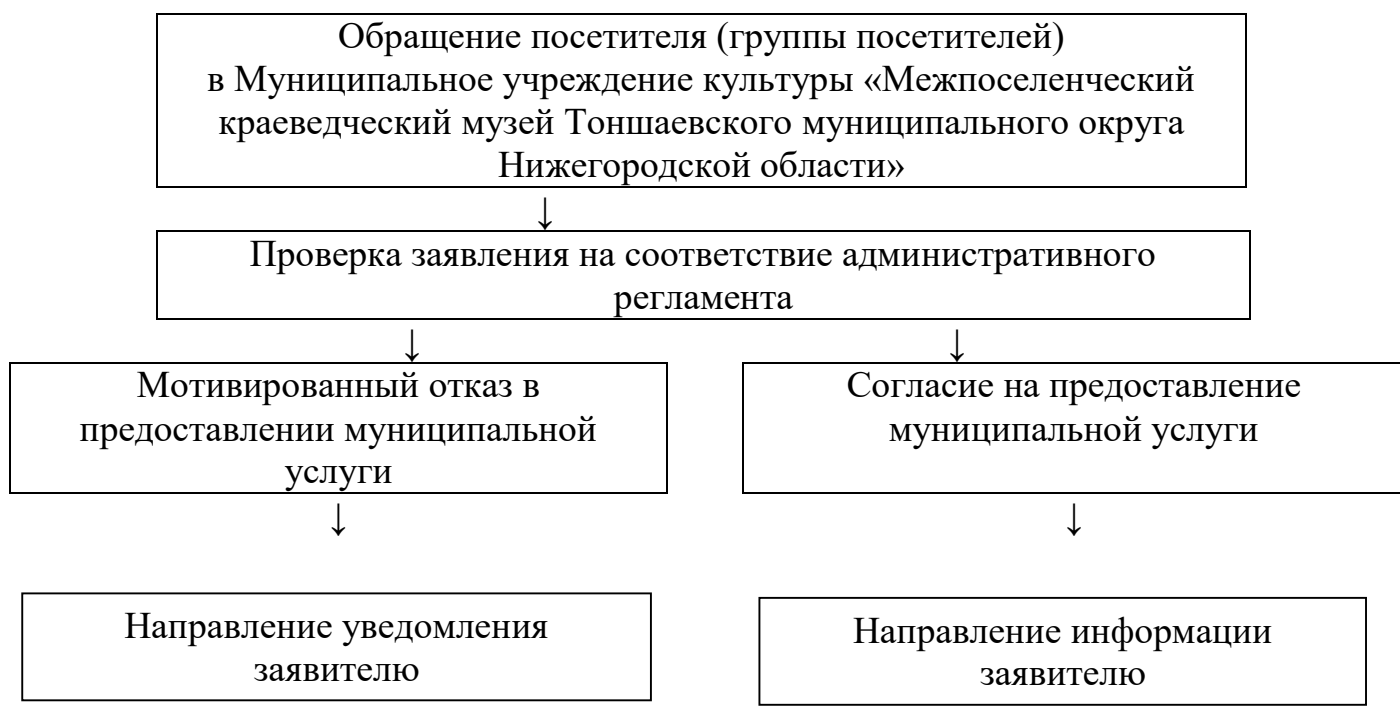 Обращение посетителя (группы посетителей)
в Муниципальное учреждение культуры «Межпоселенческий
краеведческий музей Тоншаевского муниципального округа
Нижегородской области»
↓
Проверка заявления на соответствие административного
регламента
↓ ↓
Мотивированный отказ в
предоставлении муниципальной
услуги
Согласие на предоставление
муниципальной услуги
↓ ↓
Направление уведомления
заявителю
Направление информации
заявителю